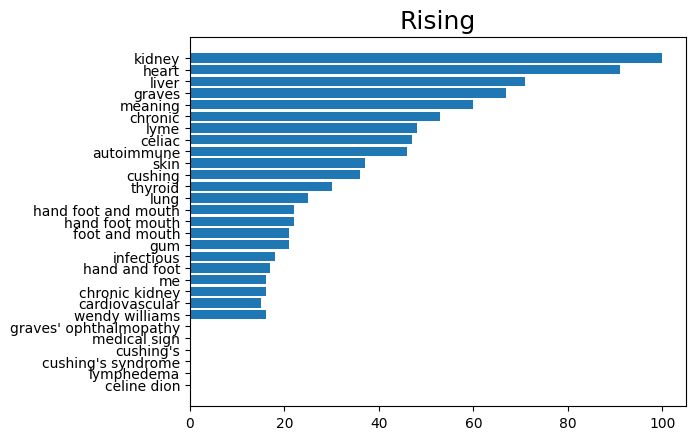 Rising
kidney
heart
liver
graves
meaning
chronic
lyme
celiac
autoimmune
skin
cushing
thyroid
lung
hand foot and mouth
hand foot mouth
foot and mouth
gum
infectious
hand and foot
me
chronic kidney
cardiovascular
wendy williams
graves' ophthalmopathy
medical sign
cushing's
cushing's syndrome
lymphedema
celine dion
0 20 40 60 80 100